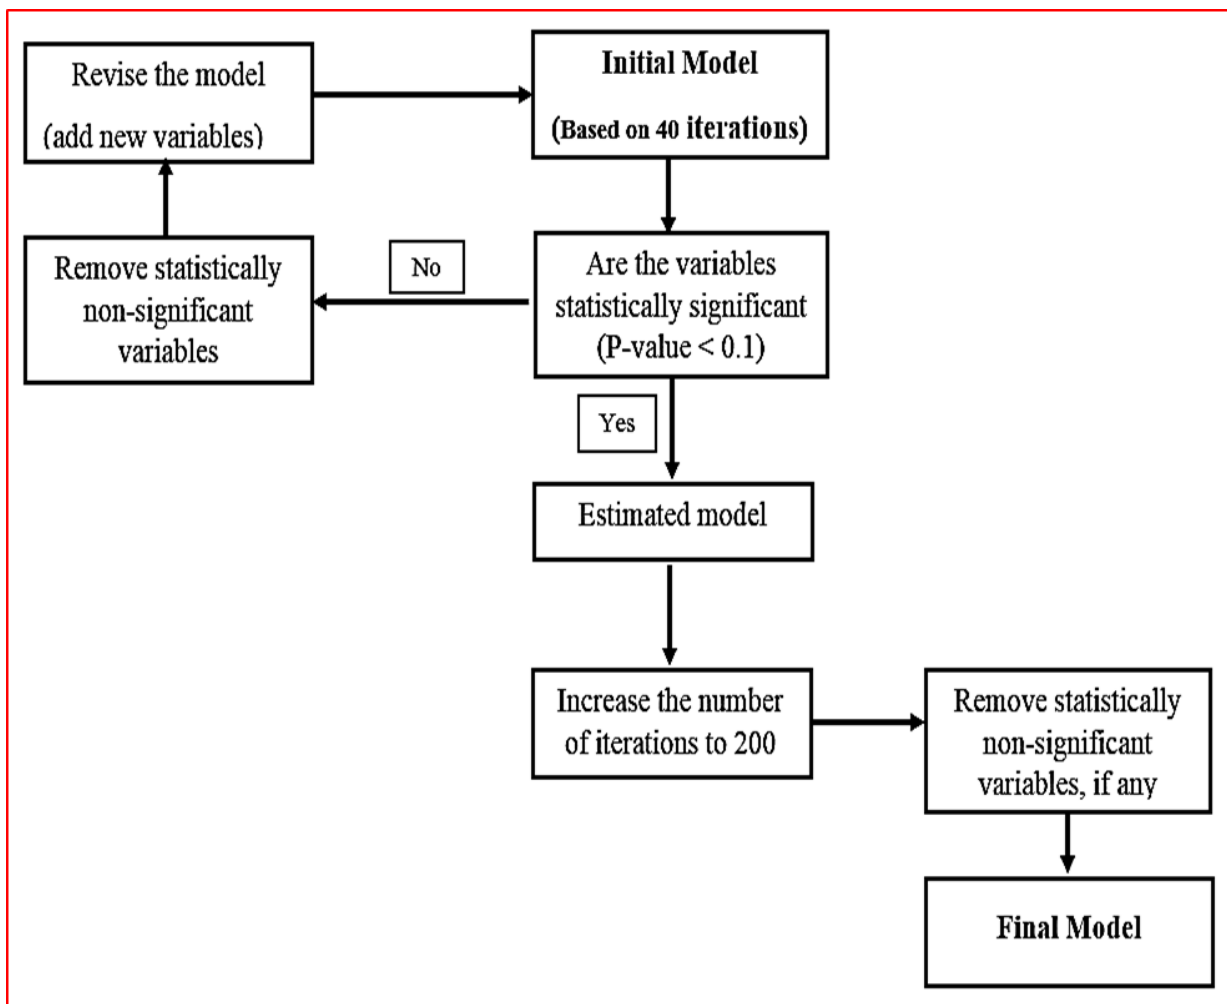 Revise the model
(add new variables)
Initial Model
(Based on 40 iterations)
Remove statistically
non-significant
variables
No
Are the variables
statistically significant
(P-value < 0.1)
Yes
Estimated model
Increase the number
of iterations to 200
Remove statistically
non-significant
variables, if any
Final Model